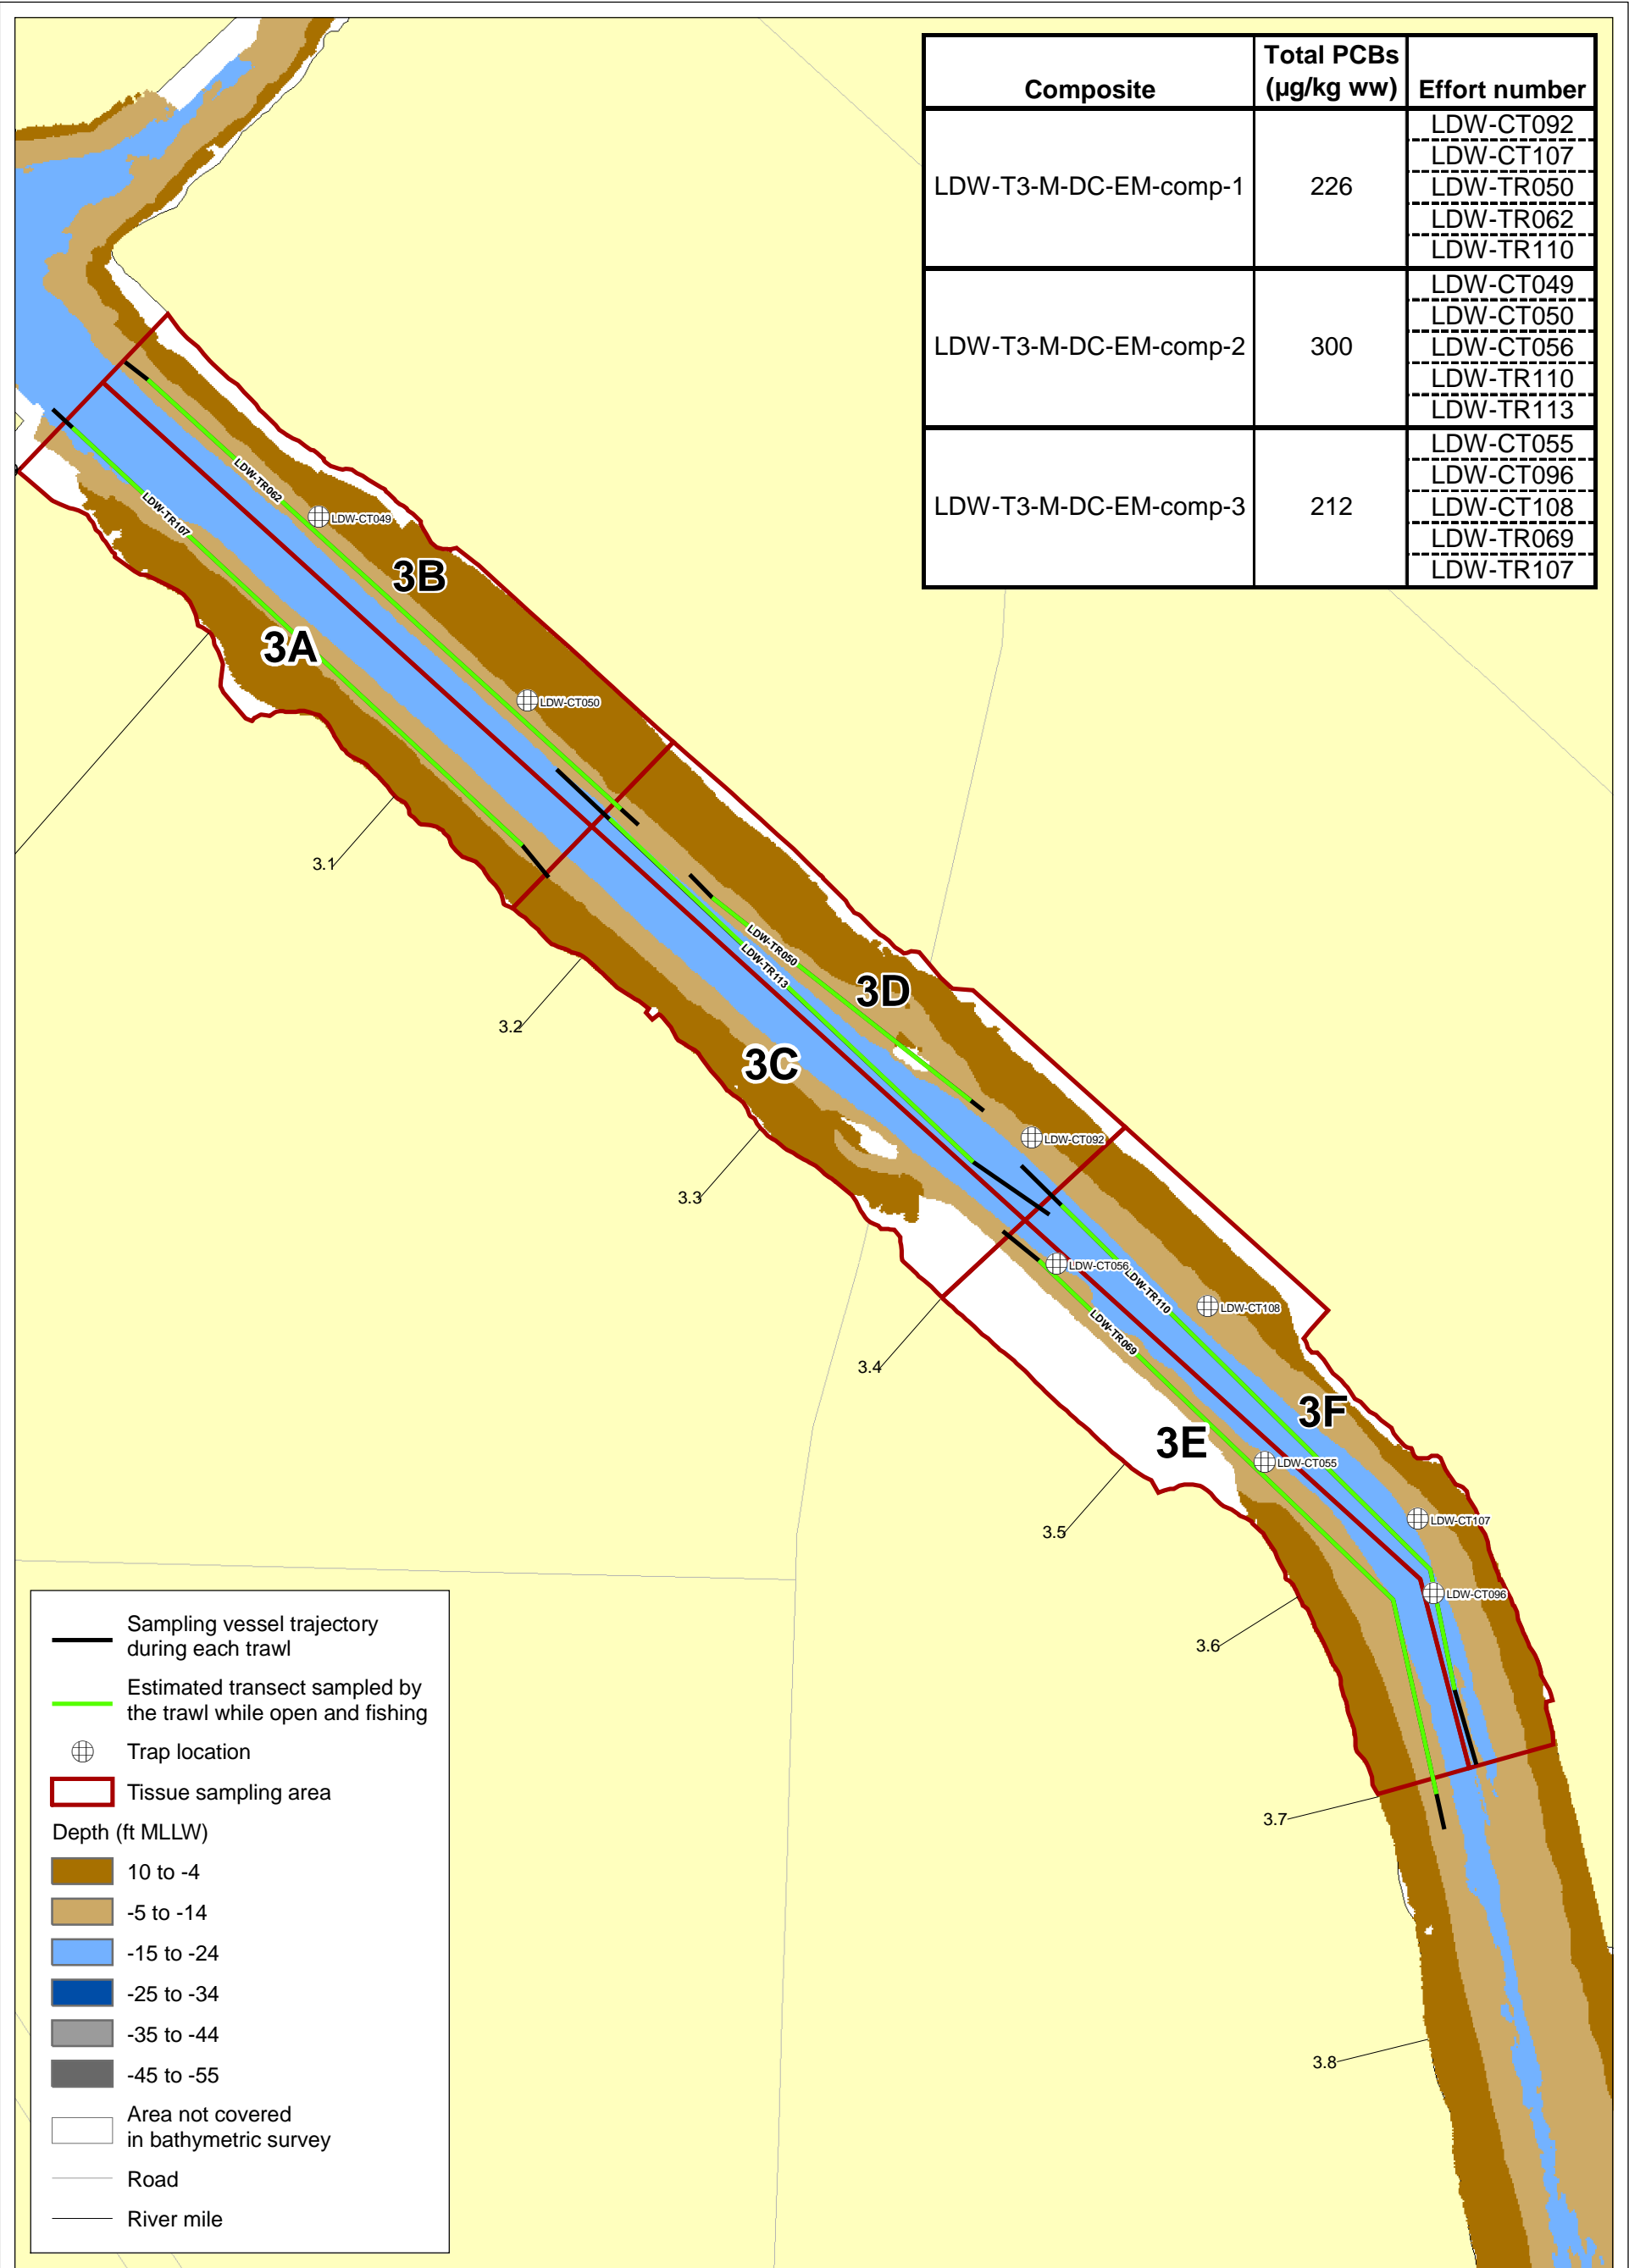 Composite
Total PCBs
(µg/kg ww)
Effort number
LDW-T3-M-DC-EM-comp-1
226
LDW-CT092
LDW-CT107
LDW-TR050
LDW-TR062
LDW-TR110
LDW-T3-M-DC-EM-comp-2
300
LDW-CT049
LDW-CT050
LDW-CT056
LDW-TR110
LDW-TR113
LDW-T3-M-DC-EM-comp-3
212
LDW-CT055
LDW-CT096
LDW-CT108
LDW-TR069
LDW-TR107
LDW-TR062
LDW-TR107
LDW-CT049
3B
3A
LDW-CT050
3.1
LDW-TR050
LDW-TR113
3D
3.2
3C
LDW-CT092
3.3
LDW-CT056
LDW-TR110
LDW-CT108
LDW-TR069
3.4
3F
3E
LDW-CT055
LDW-CT107
3.5
LDW-CT096
3.6
3.7
3.8
Sampling vessel trajectory
during each trawl
Estimated transect sampled by
the trawl while open and fishing
Trap location
Tissue sampling area
Depth (ft MLLW)
10 to -4
-5 to -14
-15 to -24
-25 to -34
-35 to -44
-45 to -55
Area not covered
in bathymetric survey
Road
River mile